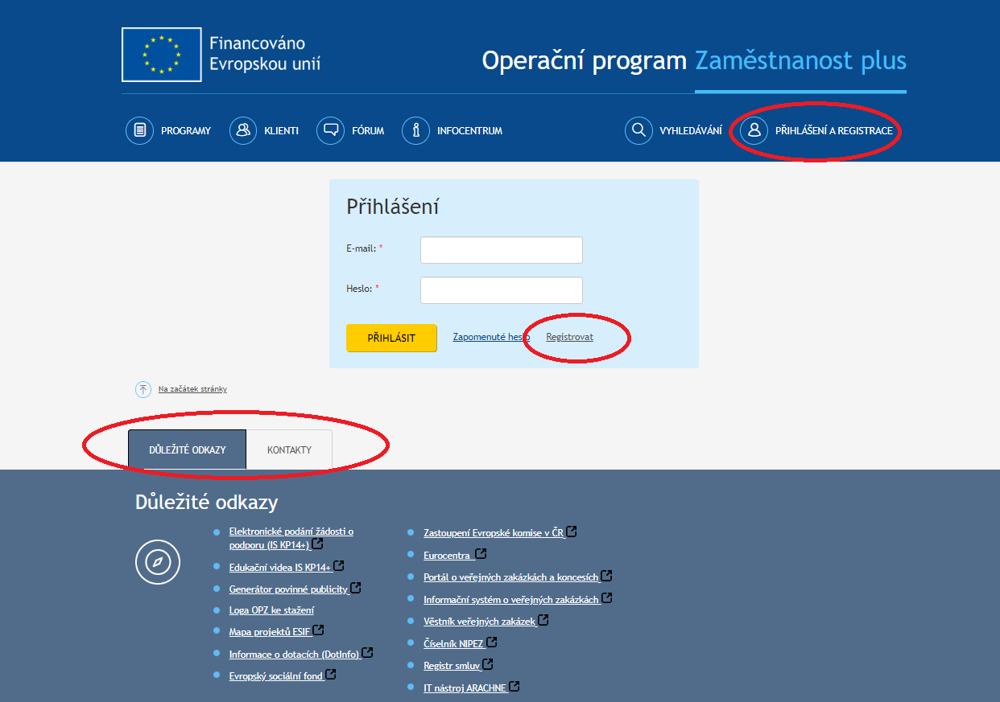 Financováno
Evropskou unií
Operační program Zaměstnanost plus
PROGRAMY KLIENTI FÓRUM INFOCENTRUM VYHLEDÁVÁNÍ PŘIHLÁŠENÍ A REGISTRACE
Přihlášení
E-mail: *
Heslo: *
PŘIHLÁSIT Zapomenuté heslo Registrovat
Na začátek stránky
DŮLEŽITÉ ODKAZY KONTAKTY
Důležité odkazy
Elektronické podání žádosti o
podporu (IS KP14+)
Edukační videa IS KP14+
Generátor povinné publicity
Loga OPZ ke stažení
Mapa projektů ESIF
Informace o dotacích (DotInfo)
Evropský sociální fond
Zastoupení Evropské komise v ČR
Eurocentra
Portál o veřejných zakázkách a koncesích
Informační systém o veřejných zakázkách
Věstník veřejných zakázek
Číselník NIPEZ
Registr smluv
IT nástroj ARACHNE